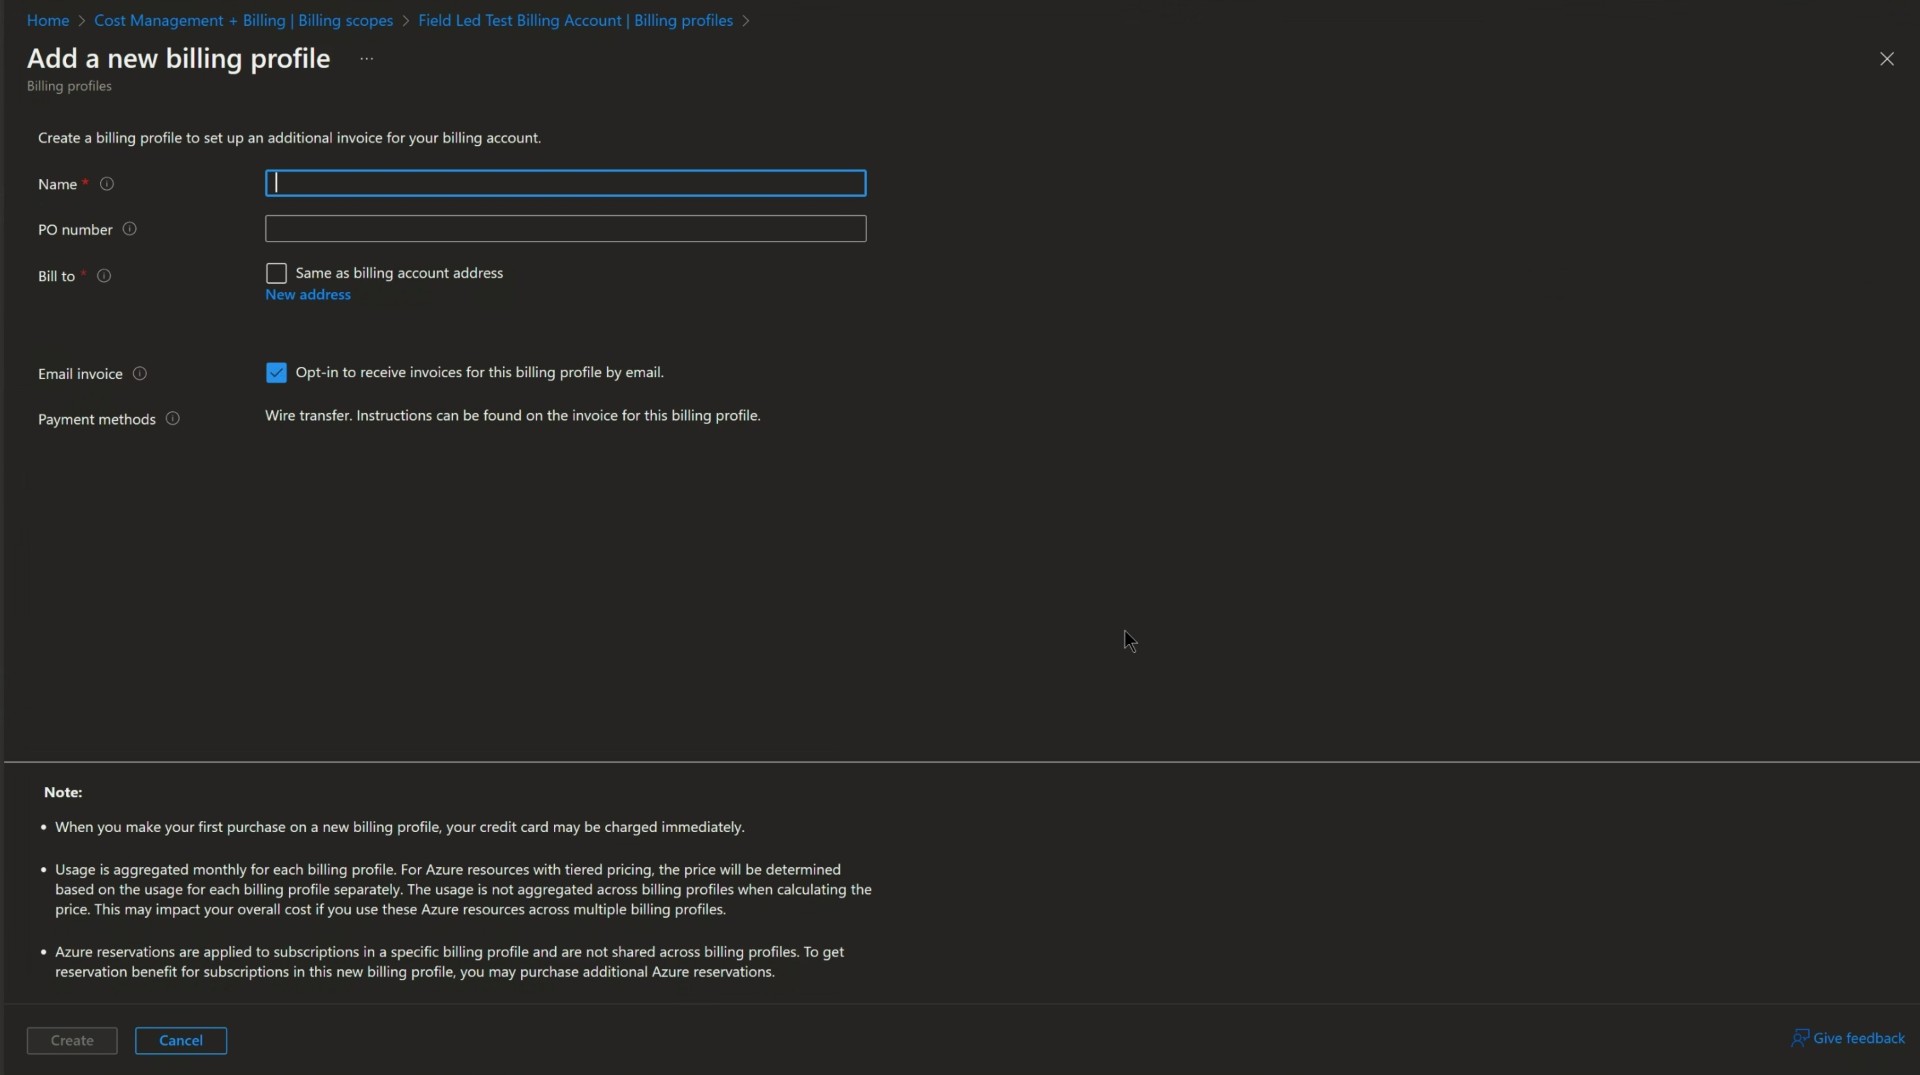 Home > Cost Management + Billing | Billing scopes > Field Led Test Billing Account | Billing profiles >
Add a new billing profile ...
Billing profiles
Create a billing profile to set up an additional invoice for your billing account.
Name *
PO number
Bill to *
Same as billing account address
New address
Email invoice
Opt-in to receive invoices for this billing profile by email.
Payment methods
Wire transfer. Instructions can be found on the invoice for this billing profile.
Note:
• When you make your first purchase on a new billing profile, your credit card may be charged immediately.
• Usage is aggregated monthly for each billing profile. For Azure resources with tiered pricing, the price will be determined
based on the usage for each billing profile separately. The usage is not aggregated across billing profiles when calculating the
price. This may impact your overall cost if you use these Azure resources across multiple billing profiles.
• Azure reservations are applied to subscriptions in a specific billing profile and are not shared across billing profiles. To get
reservation benefit for subscriptions in this new billing profile, you may purchase additional Azure reservations.
Create
Cancel
Give feedback